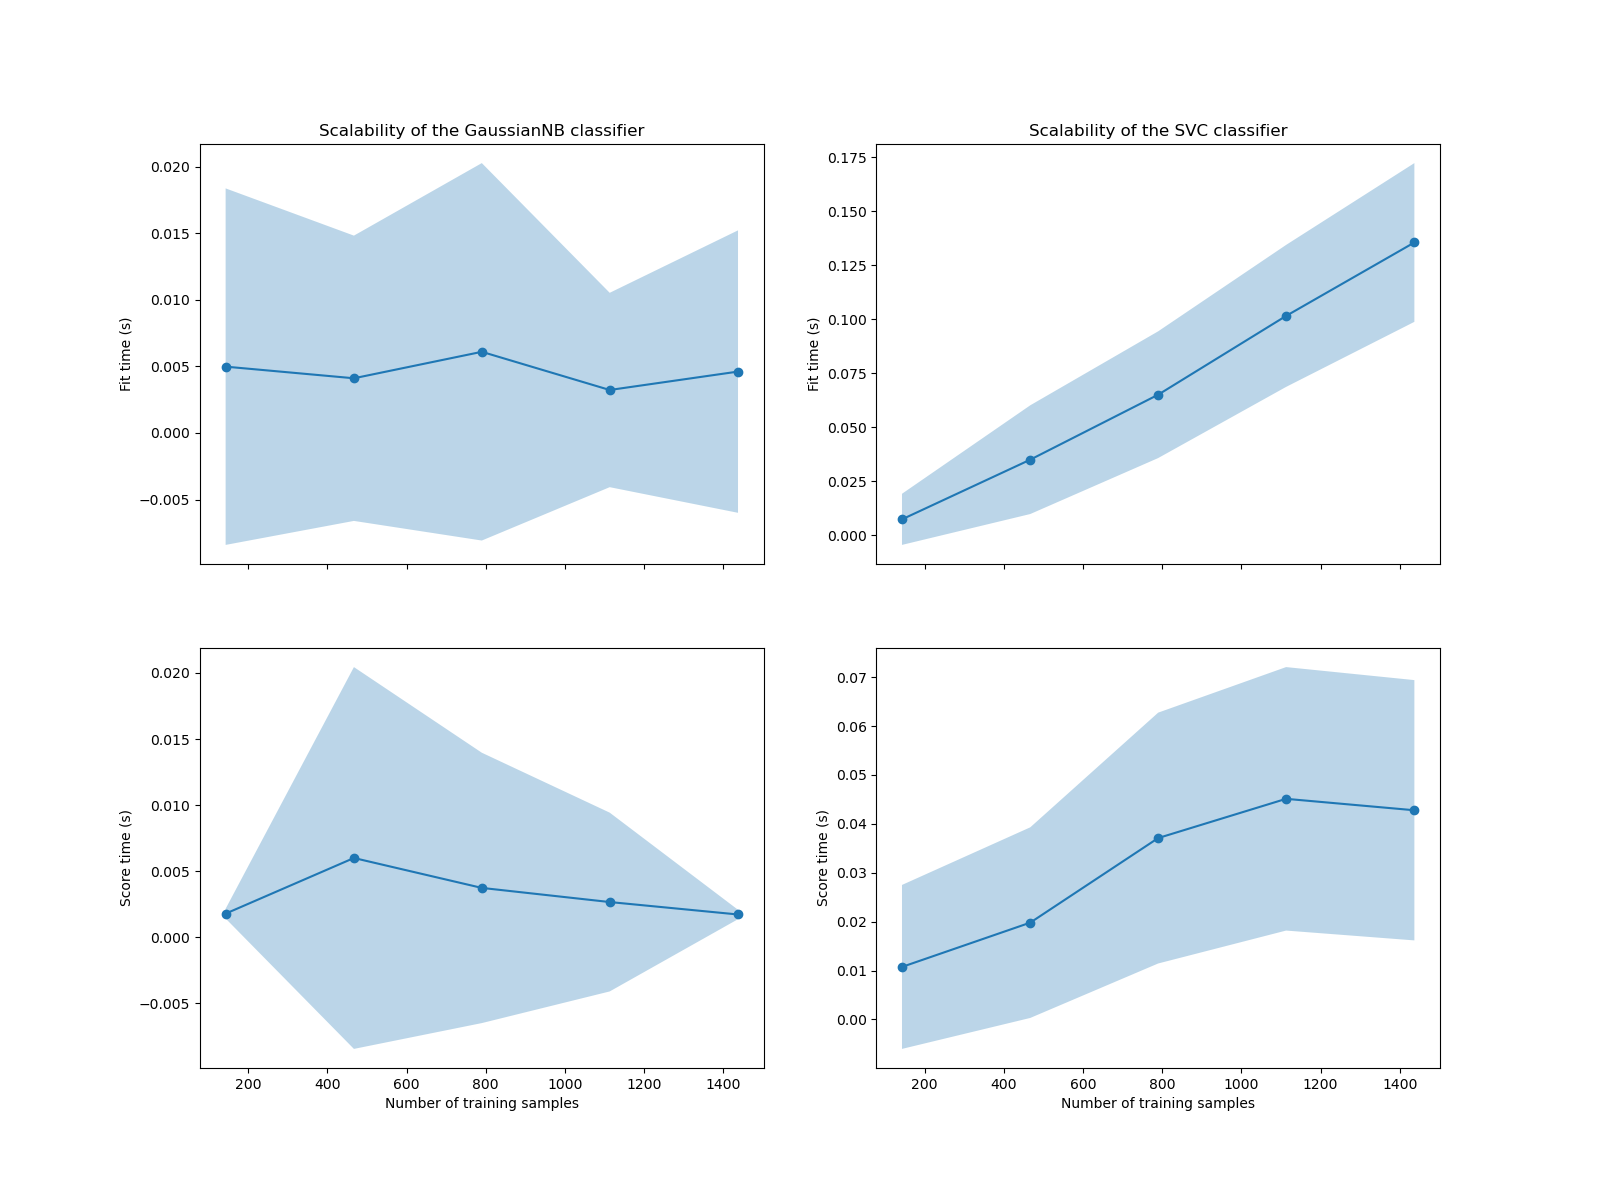 Scalability of the GaussianNB classifier
0.020
0.015
0.010
0.005
0.000
−0.005
Fit time (s)
Scalability of the SVC classifier
0.175
0.150
0.125
0.100
0.075
0.050
0.025
0.000
Fit time (s)
0.020
0.015
0.010
0.005
0.000
−0.005
Score time (s)
200 400 600 800 1000 1200 1400
Number of training samples
0.07
0.06
0.05
0.04
0.03
0.02
0.01
0.00
Score time (s)
200 400 600 800 1000 1200 1400
Number of training samples